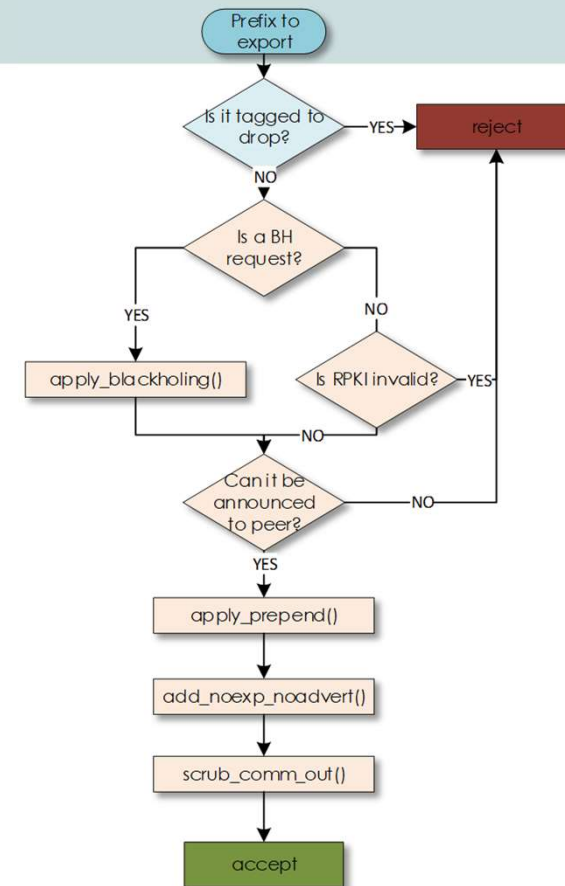 Prefix to
export
Is it tagged to
drop?
YES
reject
NO
Is a BH
request?
YES
NO
apply_blackholing()
Is RPKI invalid?
YES
NO
Can it be
announced
to peer?
NO
YES
apply_prepend()
add_noexp_noadvert()
scrub_comm_out()
accept